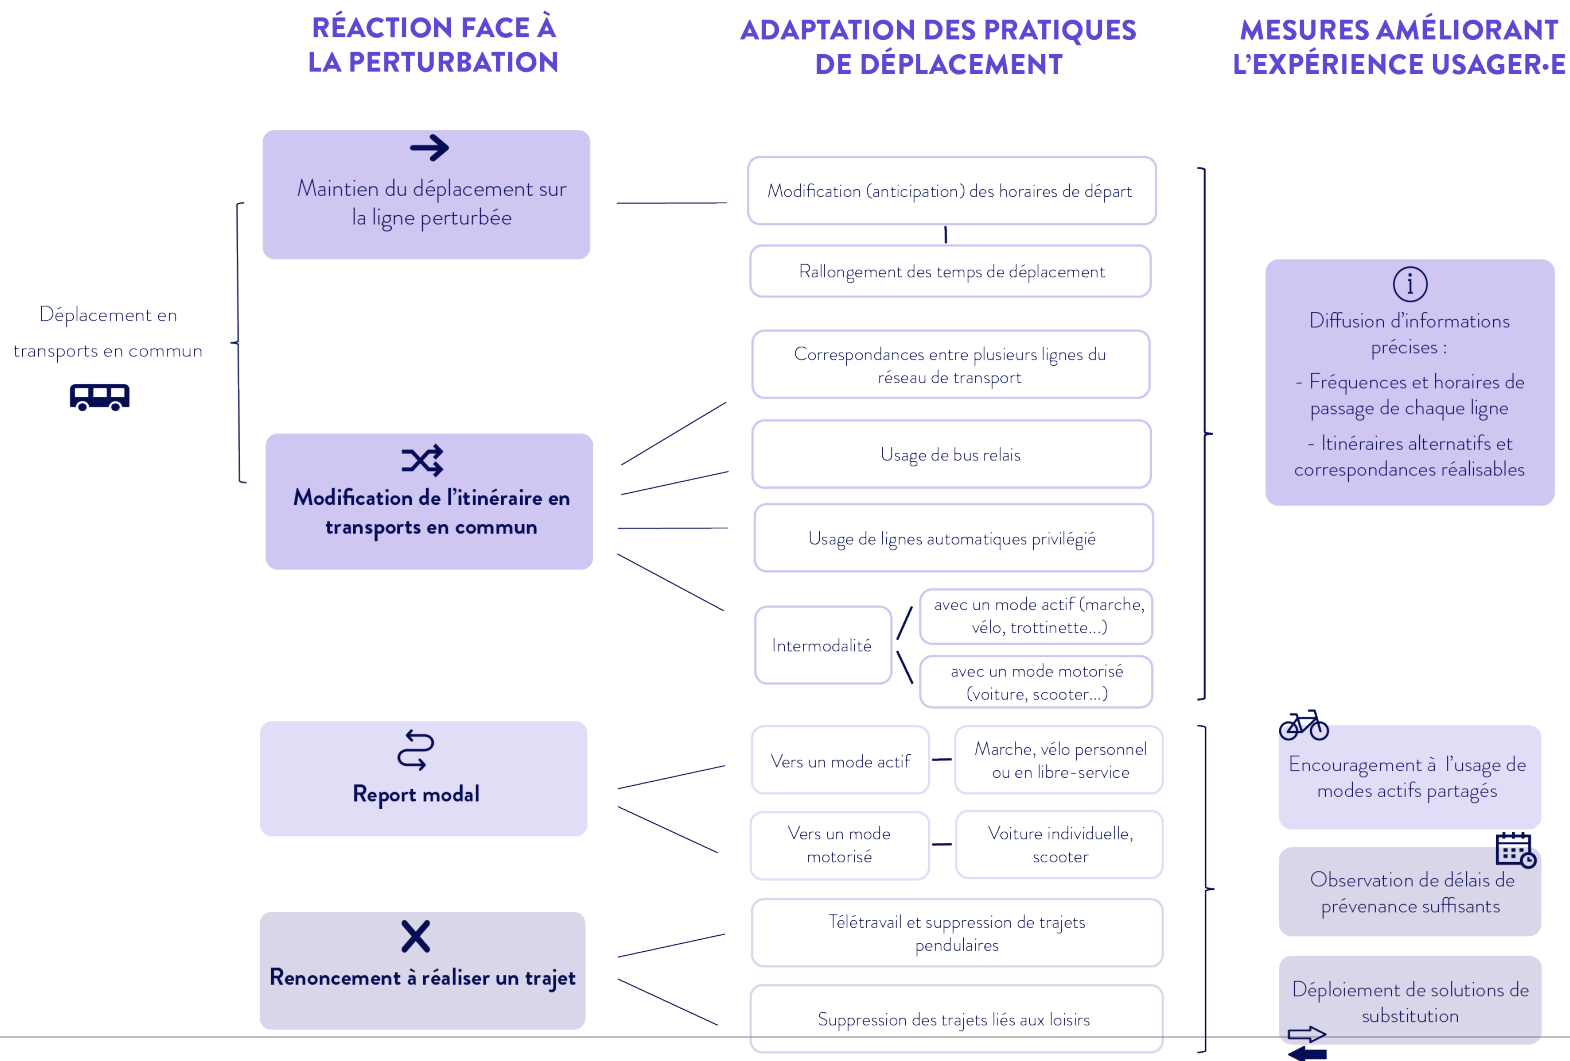 RÉACTION FACE À
LA PERTURBATION
ADAPTATION DES PRATIQUES
DE DÉPLACEMENT
MESURES AMÉLIORANT
L'EXPÉRIENCE USAGER·E
Déplacement en
transports en commun
Maintien du déplacement sur
la ligne perturbée
Modification (anticipation) des horaires de départ
Rallongement des temps de déplacement
Modification de l'itinéraire en
transports en commun
Correspondances entre plusieurs lignes du
réseau de transport
Usage de bus relais
Usage de lignes automatiques privilégié
Intermodalité
avec un mode actif (marche,
vélo, trottinette...)
avec un mode motorisé
(voiture, scooter...)
Diffusion d'informations
précises :
- Fréquences et horaires de
passage de chaque ligne
- Itinéraires alternatifs et
correspondances réalisables
Report modal
Vers un mode actif
Marche, vélo personnel
ou en libre-service
Vers un mode
motorisé
Voiture individuelle,
scooter
Renoncement à réaliser un trajet
Télétravail et suppression de trajets
pendulaires
Suppression des trajets liés aux loisirs
Encouragement à l'usage de
modes actifs partagés
Observation de délais de
prévenance suffisants
Déploiement de solutions de
substitution